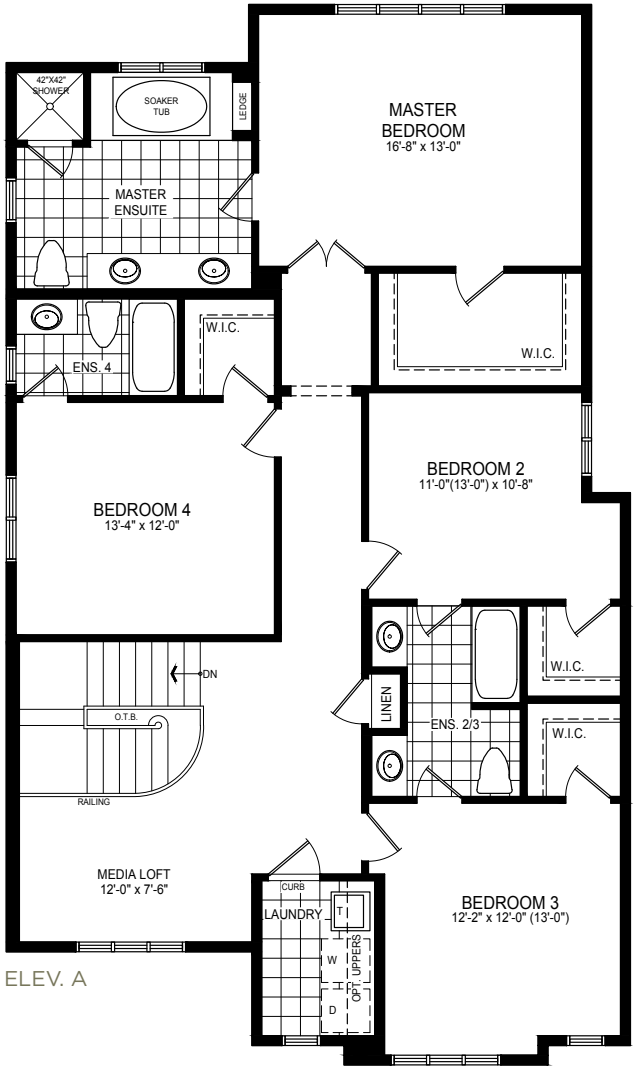 42"X42"
SHOWER
SOAKER
TUB
LEDGE
MASTER
BEDROOM
16'-8" x 13'-0"
MASTER
ENSUITE
W.I.C.
W.I.C.
ENS. 4
BEDROOM 2
11'-0"(13'-0") x 10'-8"
BEDROOM 4
13'-4" x 12'-0"
W.I.C.
DN
LINEN
O.T.B.
ENS. 2/3
W.I.C.
RAILING
MEDIA LOFT
12'-0" x 7'-6"
CURB
LAUNDRY
T
W
D
OPT. UPPERS
BEDROOM 3
12'-2" x 12'-0" (13'-0")
ELEV. A